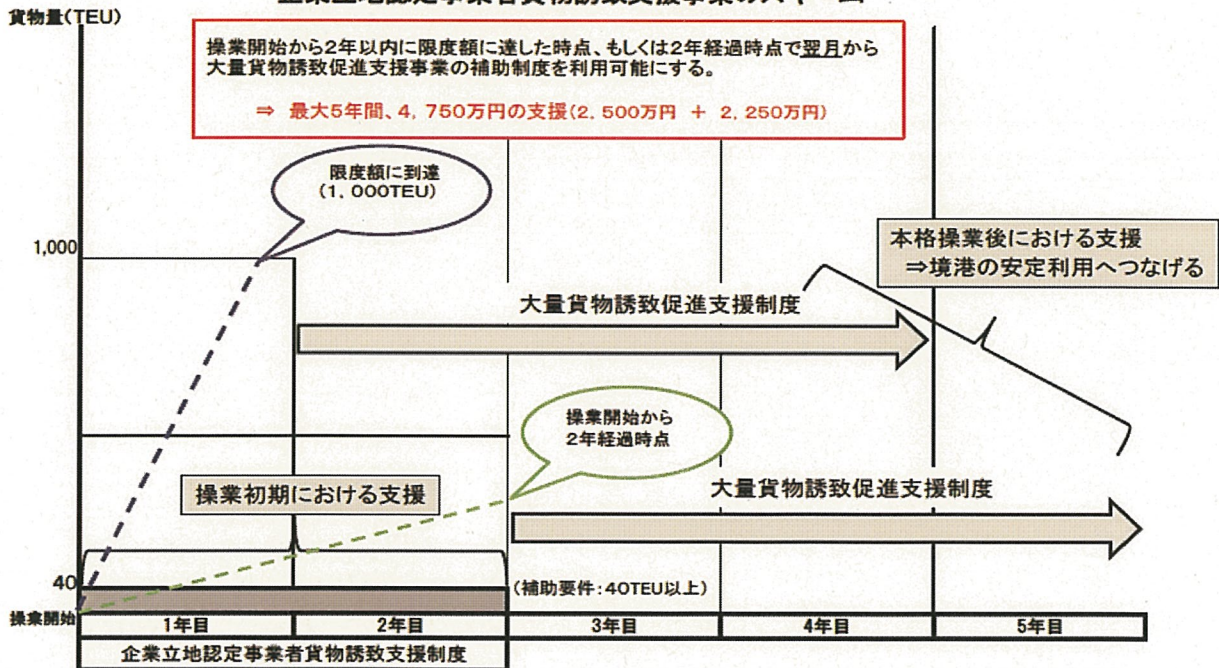 貨物量(TEU)
操業開始から2年以内に限度額に達した時点、もしくは2年経過時点で翌月から
大量貨物誘致促進支援事業の補助制度を利用可能にする。
⇒ 最大5年間、4，750万円の支援(2，500万円 ＋ 2，250万円)
限度額に到達
(1，000TEU)
1,000
本格操業後における支援
⇒境港の安定利用へつなげる
大量貨物誘致促進支援制度
操業開始から
2年経過時点
操業初期における支援
大量貨物誘致促進支援制度
40
(補助要件:40TEU以上)
操業開始
1年目 2年目 3年目 4年目 5年目
企業立地認定事業者貨物誘致支援制度